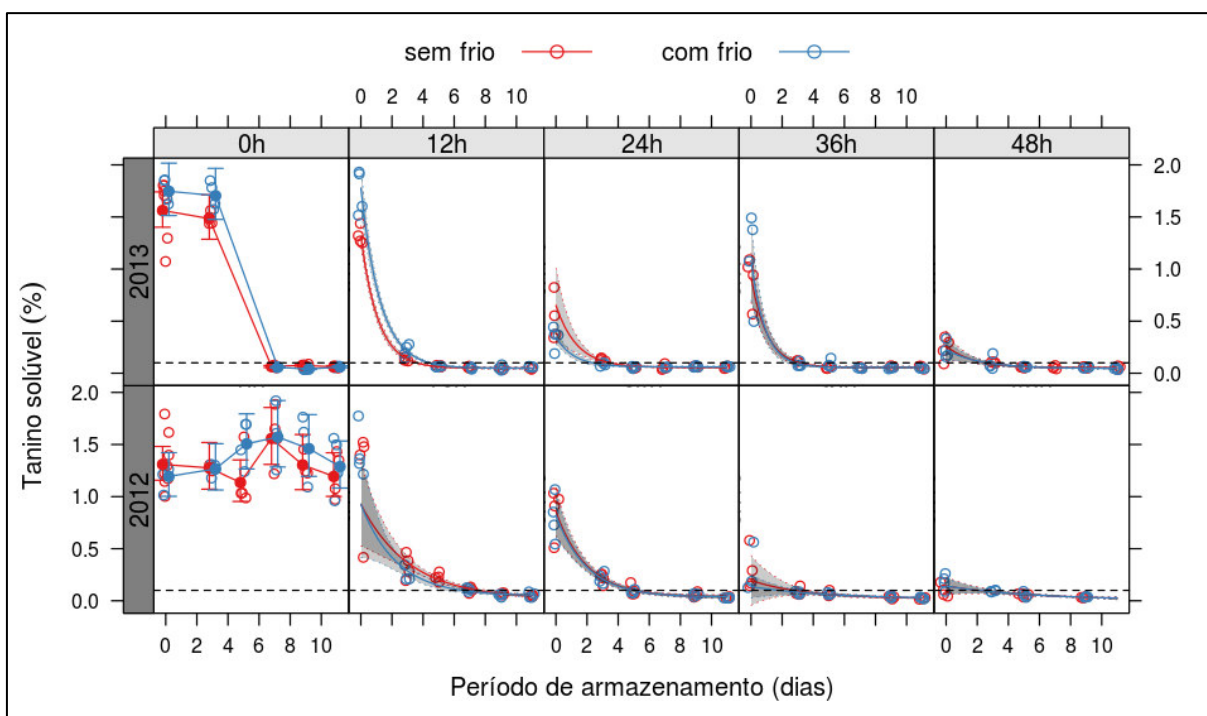 sem frio com frio
0 2 4 6 8 10 0 2 4 6 8 10
0h 12h 24h 36h 48h
2013
2.0
1.5
1.0
0.5
0.0
2012
2.0
1.5
1.0
0.5
0.0
0 2 4 6 8 10 0 2 4 6 8 10 0 2 4 6 8 10
Tanino solúvel (%)
Período de armazenamento (dias)